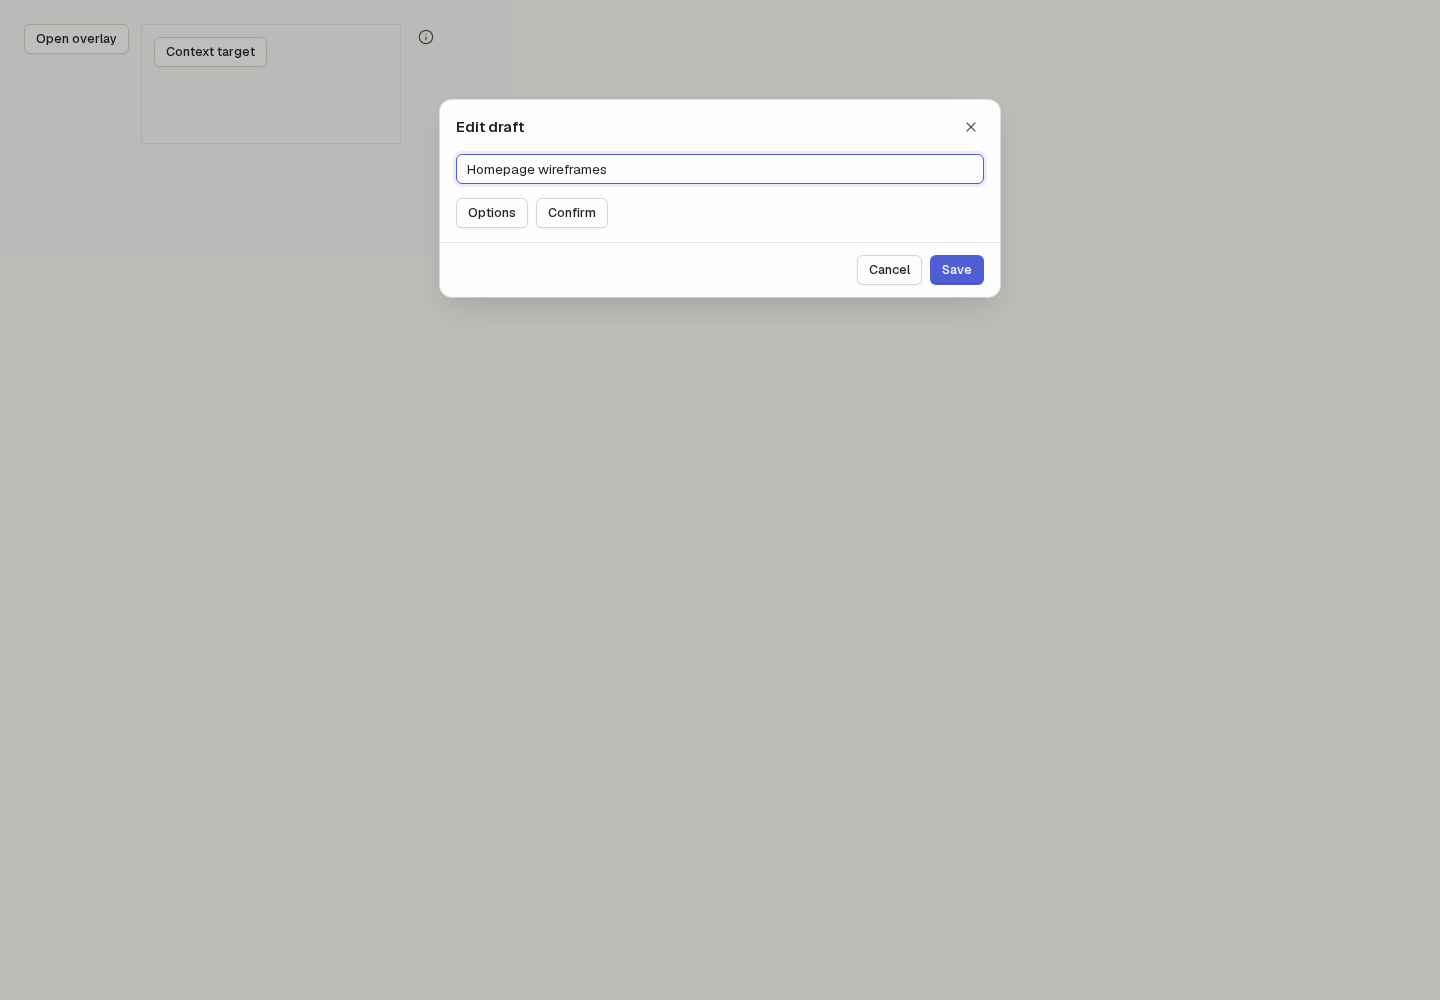 Open overlay
Context target
Edit draft
Homepage wireframes
Options Confirm
Cancel Save